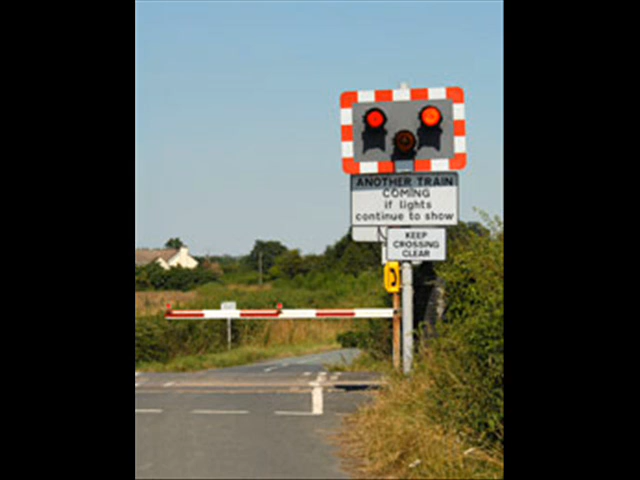 ANOTHER TRAIN
COMING
if lights
continue to show
KEEP
CROSSING
CLEAR